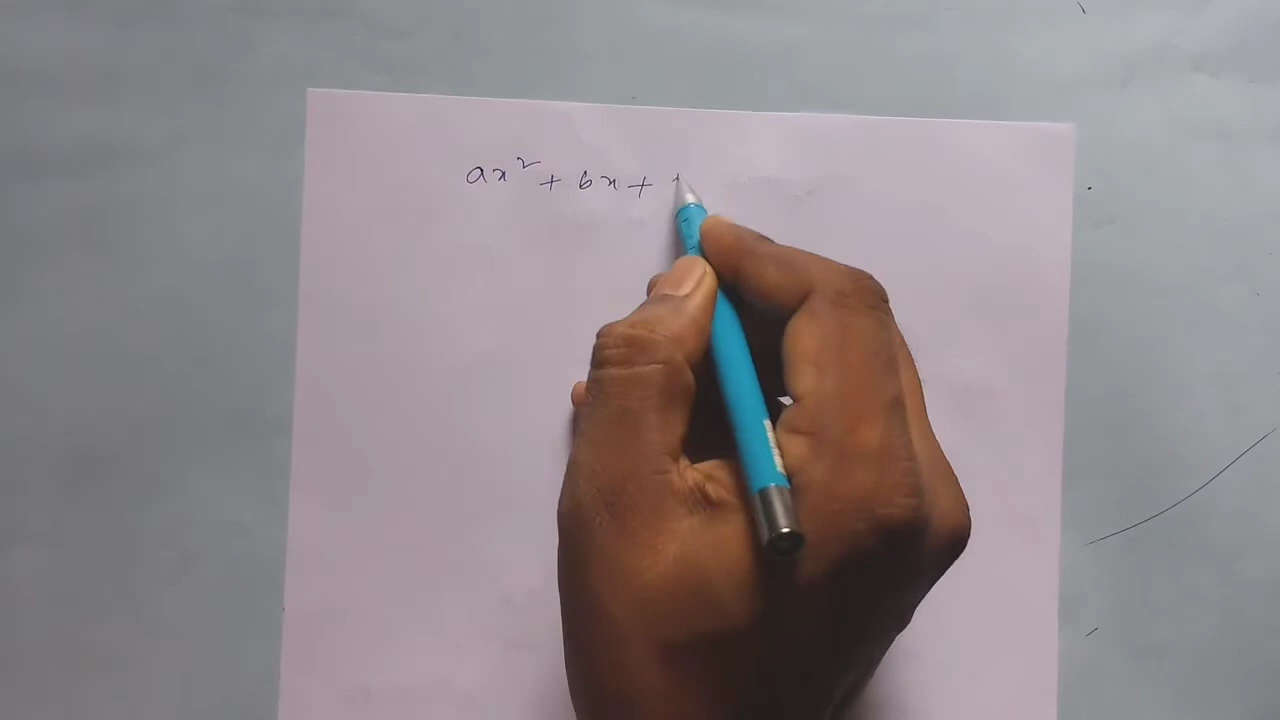 ax² + bx +